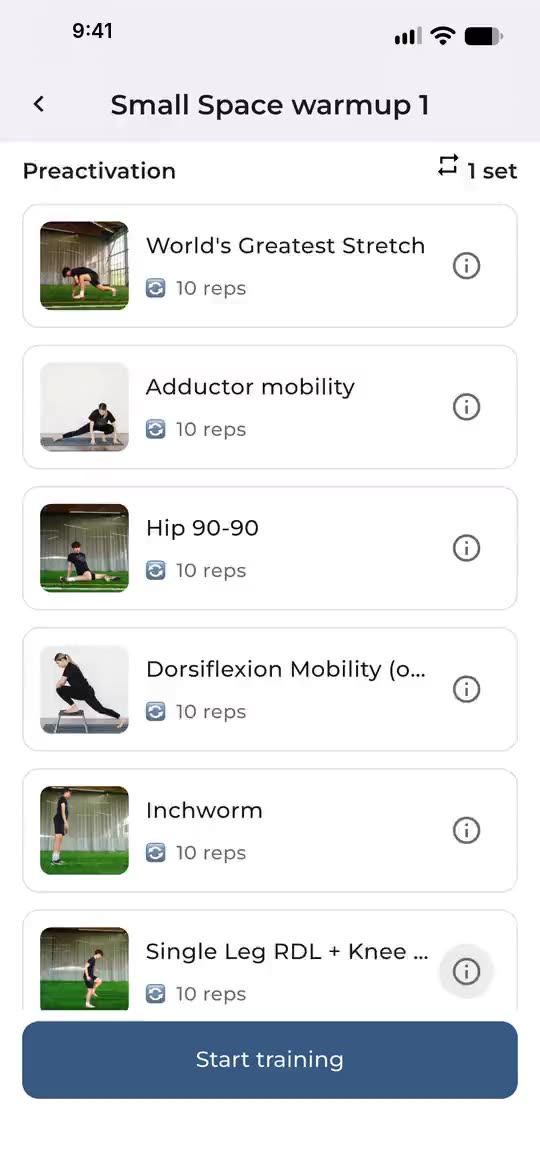 9:41
Small Space warmup 1
Preactivation
1 set
World's Greatest Stretch
10 reps
Adductor mobility
10 reps
Hip 90-90
10 reps
Dorsiflexion Mobility (o...
10 reps
Inchworm
10 reps
Single Leg RDL + Knee ...
10 reps
Start training